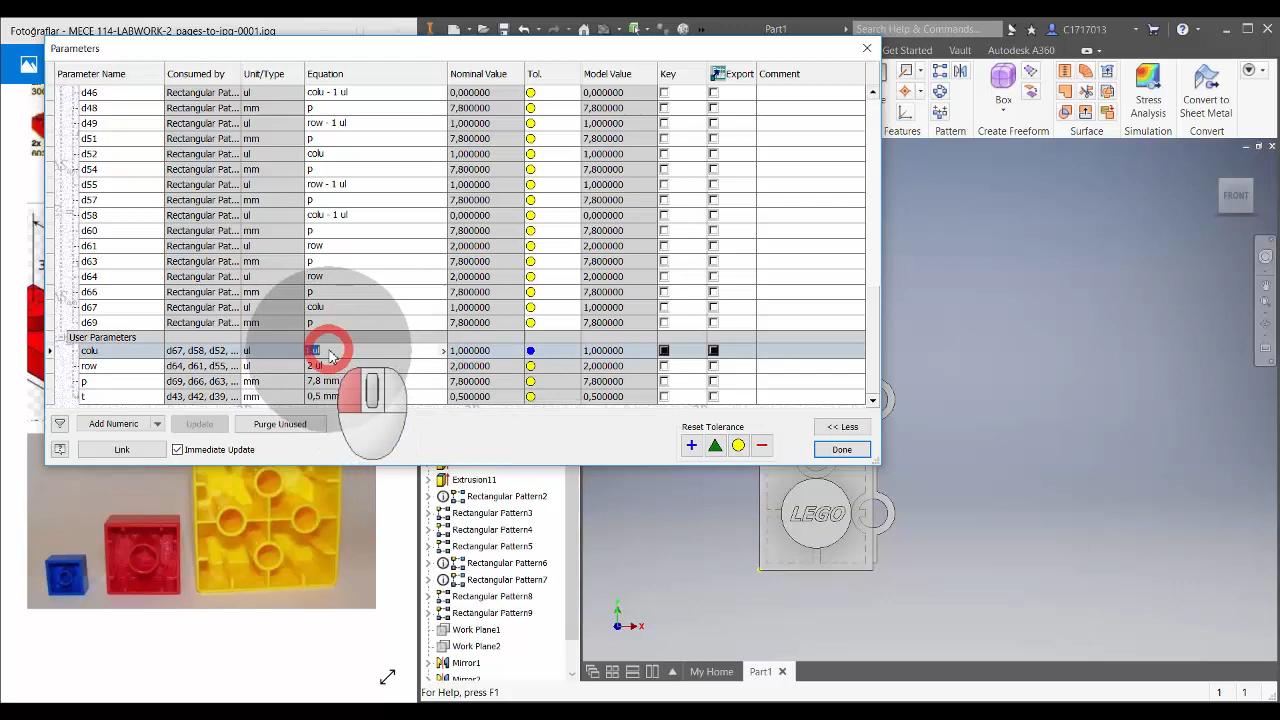 Fotoğraflar - MECE 114-LABWORK-2_pages-to-jpg-0001.jpg
Part1
Search Help & Commands...
C1717013
Parameters
Get Started
Vault
Autodesk A360
Parameter Name Consumed by Unit/Type Equation Nominal Value Tol. Model Value Key Export Comment
d46 Rectangular Pat... ul colu - 1 ul 0,000000 0,000000
d48 Rectangular Pat... mm p 7,800000 7,800000
d49 Rectangular Pat... ul row - 1 ul 1,000000 1,000000
d51 Rectangular Pat... mm p 7,800000 7,800000
d52 Rectangular Pat... ul colu 1,000000 1,000000
d54 Rectangular Pat... mm p 7,800000 7,800000
d55 Rectangular Pat... ul row - 1 ul 1,000000 1,000000
d57 Rectangular Pat... mm p 7,800000 7,800000
d58 Rectangular Pat... ul colu - 1 ul 0,000000 0,000000
d60 Rectangular Pat... mm p 7,800000 7,800000
d61 Rectangular Pat... ul row 2,000000 2,000000
d63 Rectangular Pat... mm p 7,800000 7,800000
d64 Rectangular Pat... ul row 2,000000 2,000000
d66 Rectangular Pat... mm p 7,800000 7,800000
d67 Rectangular Pat... ul colu 1,000000 1,000000
d69 Rectangular Pat... mm p 7,800000 7,800000
User Parameters
colu d67, d58, d52, ... ul 1 ul 1,000000 1,000000
row d64, d61, d55, ... ul 2 ul 2,000000 2,000000
p d69, d66, d63, ... mm 7,8 mm 7,800000 7,800000
t d43, d42, d39, ... mm 0,5 mm 0,500000 0,500000
Add Numeric
Update
Purge Unused
Reset Tolerance
<< Less
Link
Immediate Update
Done
Box
Stress
Analysis
Convert to
Sheet Metal
Features
Pattern
Create Freeform
Surface
Simulation
Convert
FRONT
2x
Extrusion11
Rectangular Pattern2
Rectangular Pattern3
Rectangular Pattern4
Rectangular Pattern5
Rectangular Pattern6
Rectangular Pattern7
Rectangular Pattern8
Rectangular Pattern9
Work Plane1
Work Plane2
Mirror1
LEGO
X
My Home
Part1
For Help, press F1
1 1